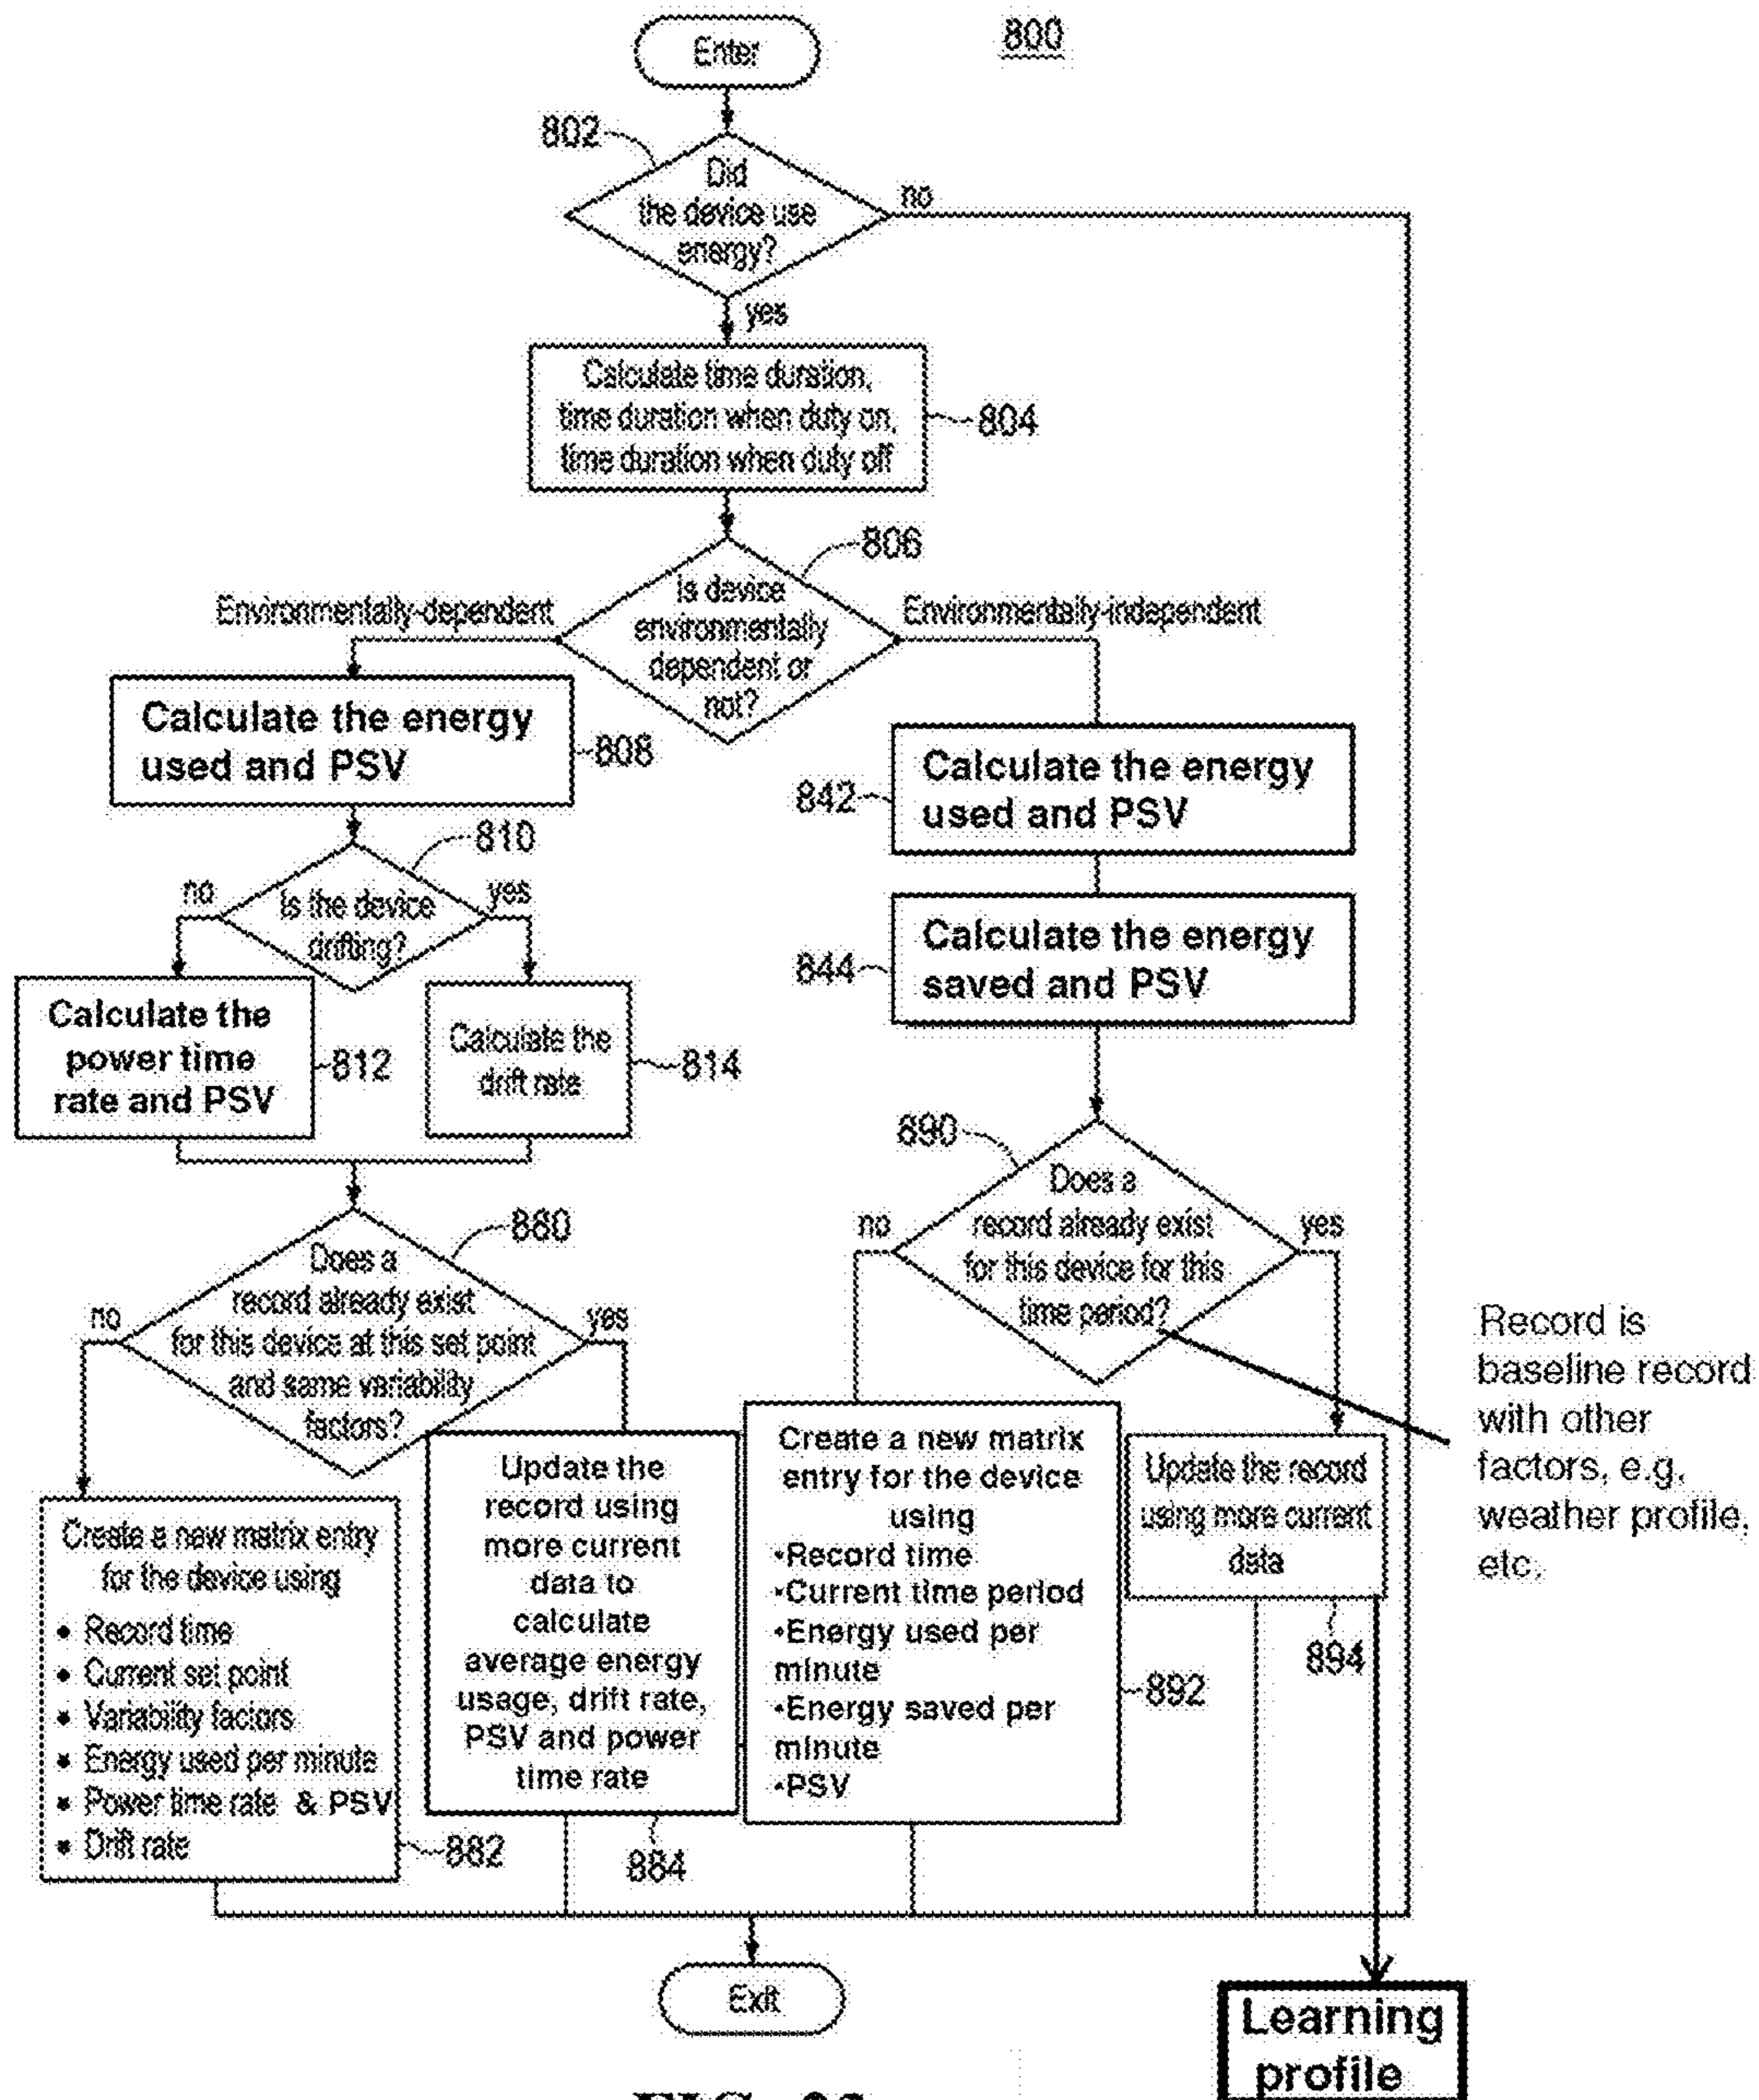 Enter
800
802
Did
the device use
energy?
no
yes
Calculate time duration,
time duration when duty on,
time duration when duty off
804
806
Is device
environmentally
dependent or
not?
Environmentally-dependent
Environmentally-independent
Calculate the energy
used and PSV
808
842
Calculate the energy
used and PSV
810
Is the device
drifting?
no
yes
844
Calculate the energy
saved and PSV
Calculate the
power time
rate and PSV
812
Calculate the
drift rate
814
890
Does a
record already exist
for this device for this
time period?
no
yes
880
Does a
record already exist
for this device at this set point
and same variability
factors?
no
yes
Record is
baseline record
with other
factors, e.g.
weather profile,
etc.
Create a new matrix entry
for the device using
• Record time
• Current set point
• Variability factors
• Energy used per minute
• Power time rate & PSV
• Drift rate
882
Update the
record using
more current
data to
calculate
average energy
usage, drift rate,
PSV and power
time rate
884
Create a new matrix
entry for the device
using
•Record time
•Current time period
•Energy used per
minute
•Energy saved per
minute
•PSV
892
Update the record
using more current
data
894
Exit
Learning
profile